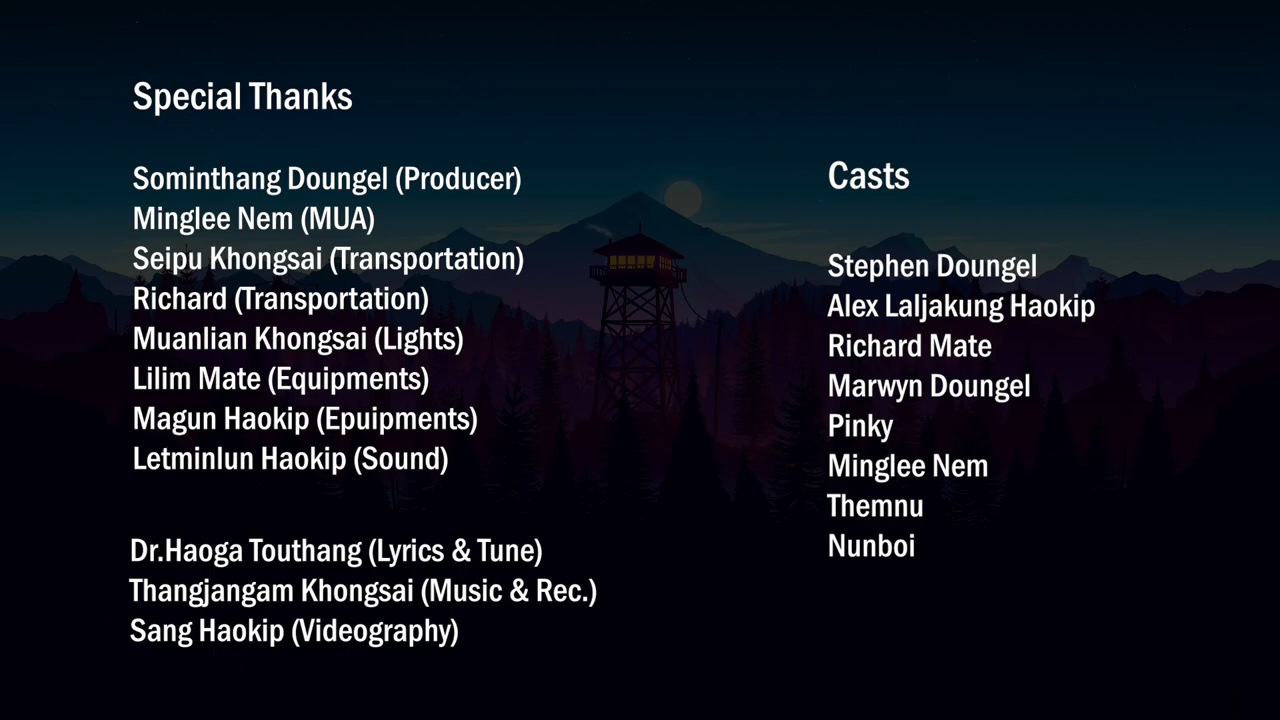 Special Thanks
Sominthang Doungel (Producer)
Minglee Nem (MUA)
Seipu Khongsai (Transportation)
Richard (Transportation)
Muanlian Khongsai (Lights)
Lilim Mate (Equipments)
Magun Haokip (Epuipments)
Letminlun Haokip (Sound)
Dr.Haoga Touthang (Lyrics & Tune)
Thangjangam Khongsai (Music & Rec.)
Sang Haokip (Videography)
Casts
Stephen Doungel
Alex Laljakung Haokip
Richard Mate
Marwyn Doungel
Pinky
Minglee Nem
Themnu
Nunboi